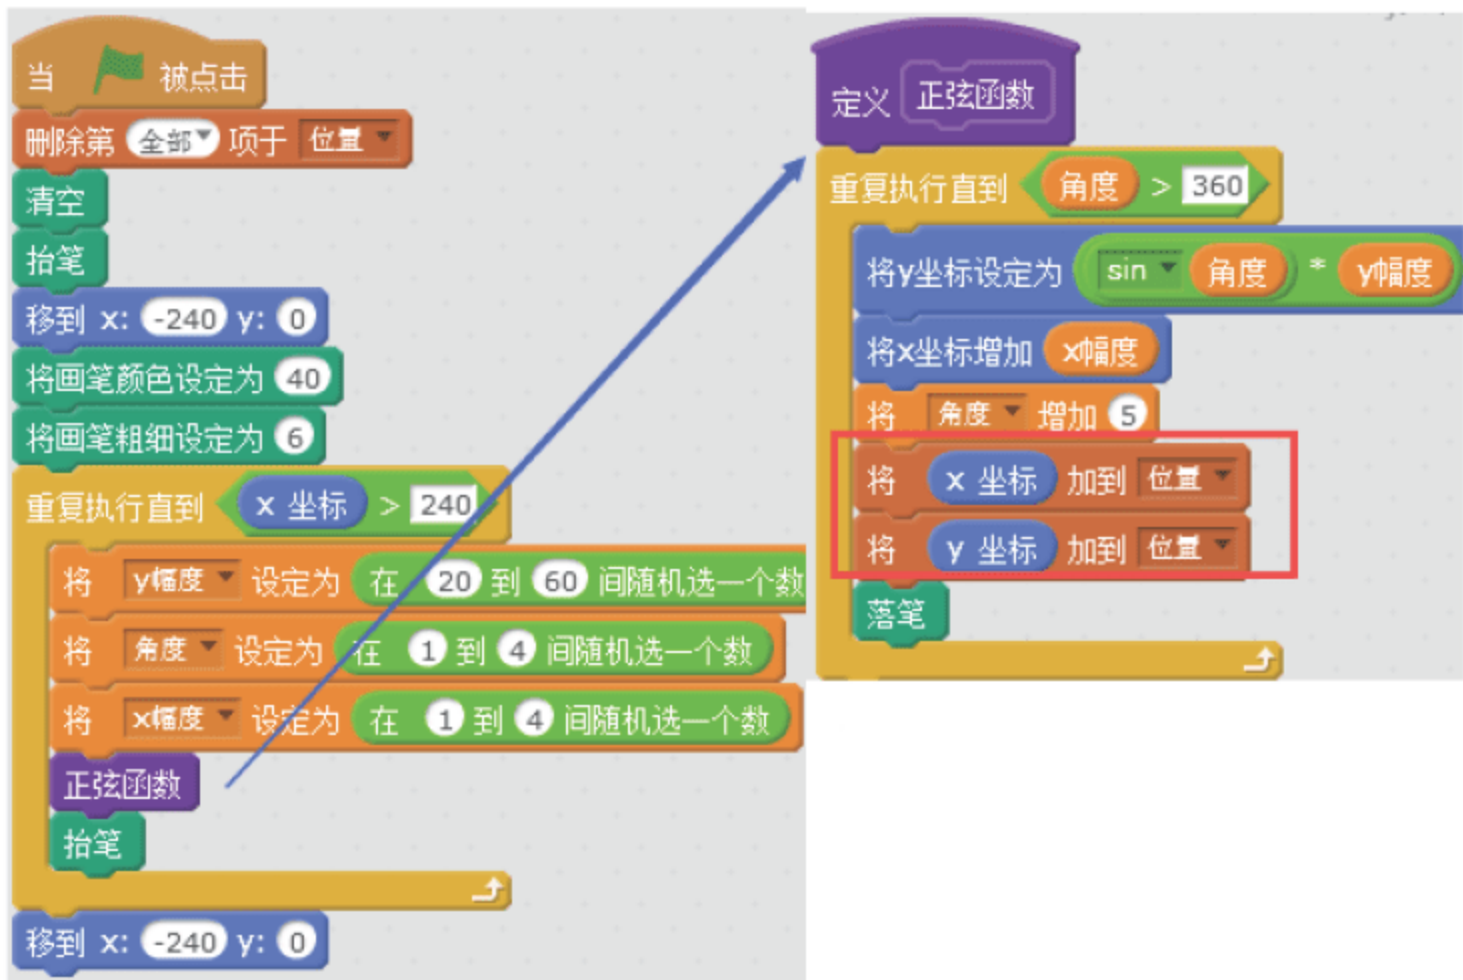 当 被点击
删除第 全部 项于 位置
清空
抬笔
移到 x: -240 y: 0
将画笔颜色设定为 40
将画笔粗细设定为 6
重复执行直到 x 坐标 > 240
将 y幅度 设定为 在 20 到 60 间随机选一个数
将 角度 设定为 在 1 到 4 间随机选一个数
将 x幅度 设定为 在 1 到 4 间随机选一个数
正弦函数
抬笔
移到 x: -240 y: 0
定义 正弦函数
重复执行直到 角度 > 360
将y坐标设定为 sin 角度 * y幅度
将x坐标增加 x幅度
将 角度 增加 5
将 x 坐标 加到 位置
将 y 坐标 加到 位置
落笔